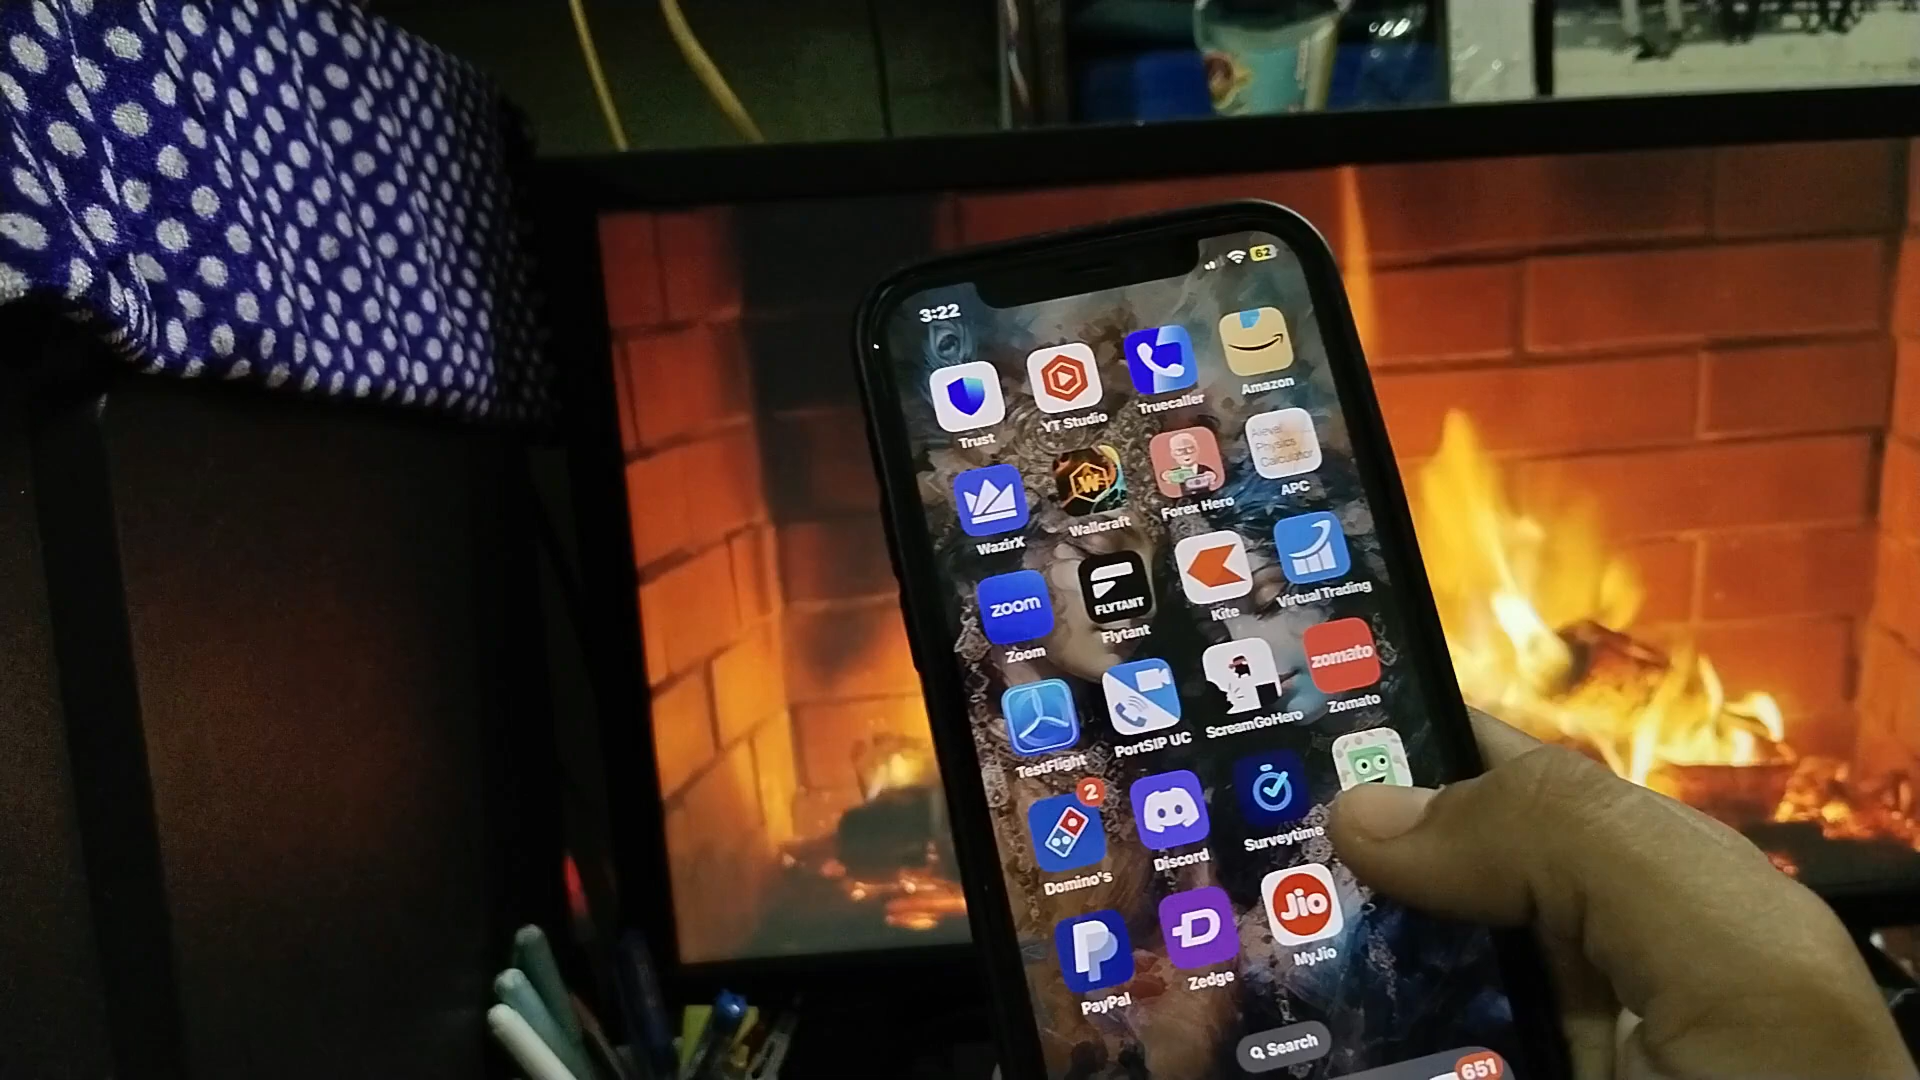 3:22
62
Trust
YT Studio
Truecaller
Amazon
WazirX
W
Wallcraft
Forex Hero
Alevel
Physics
Calculator
APC
zoom
Zoom
FLYTANT
Flytant
Kite
Virtual Trading
TestFlight
PortSIP UC
ScreamGoHero
zomato
Zomato
2
Domino's
Discord
Surveytime
PayPal
Zedge
Jio
MyJio
Search
651